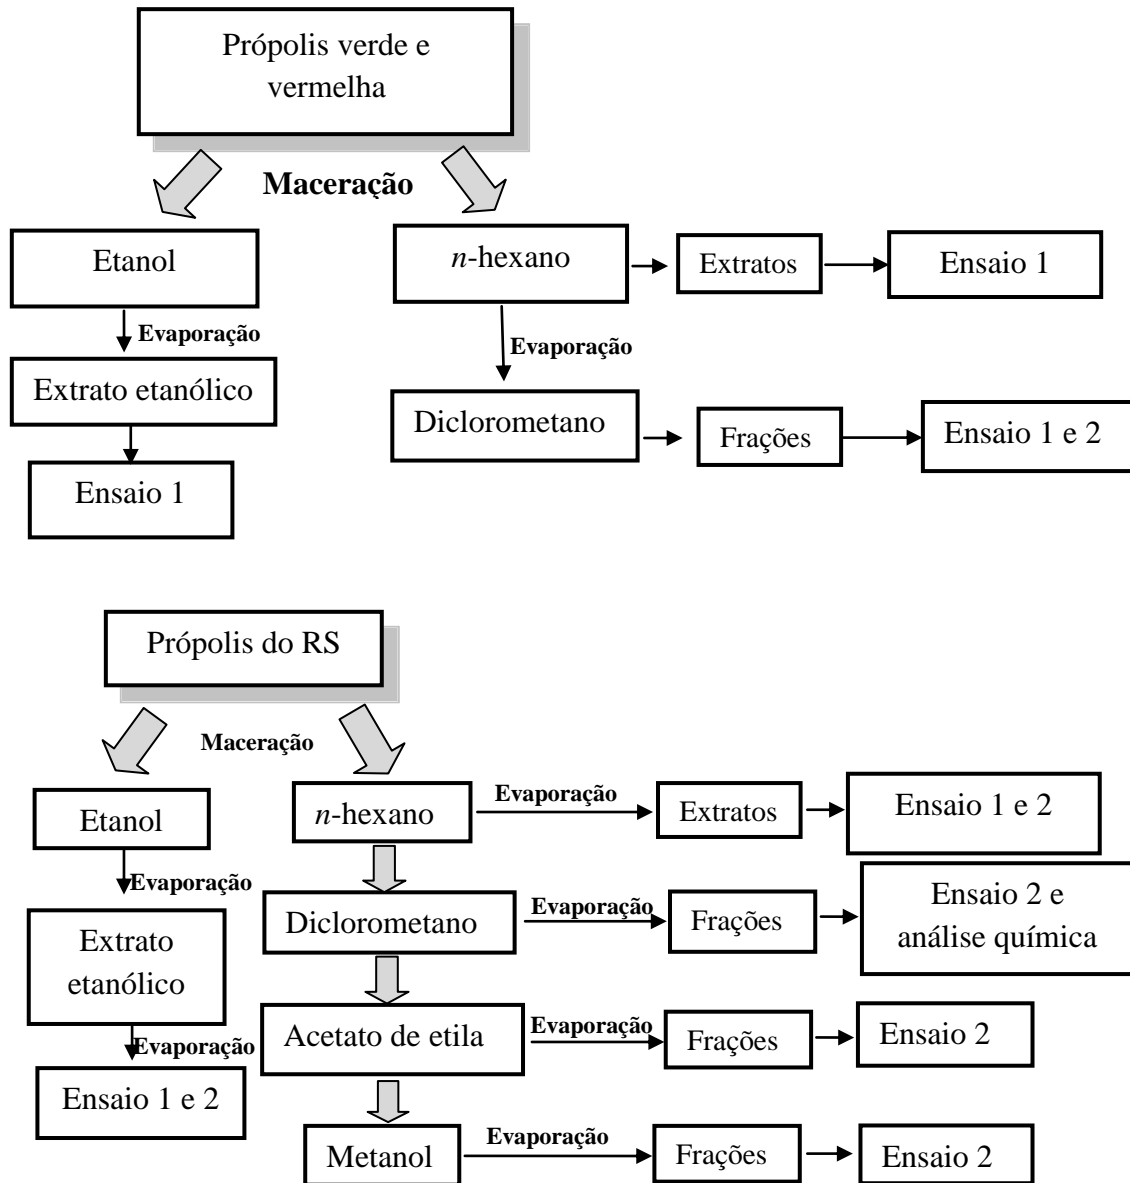 Própolis verde e
vermelha
Maceração
Etanol
n-hexano
Extratos
Ensaio 1
Evaporação
Evaporação
Extrato etanólico
Diclorometano
Frações
Ensaio 1 e 2
Ensaio 1
Própolis do RS
Maceração
Etanol
n-hexano
Evaporação
Extratos
Ensaio 1 e 2
Evaporação
Diclorometano
Evaporação
Frações
Ensaio 2 e
análise química
Extrato
etanólico
Evaporação
Acetato de etila
Evaporação
Frações
Ensaio 2
Ensaio 1 e 2
Metanol
Evaporação
Frações
Ensaio 2